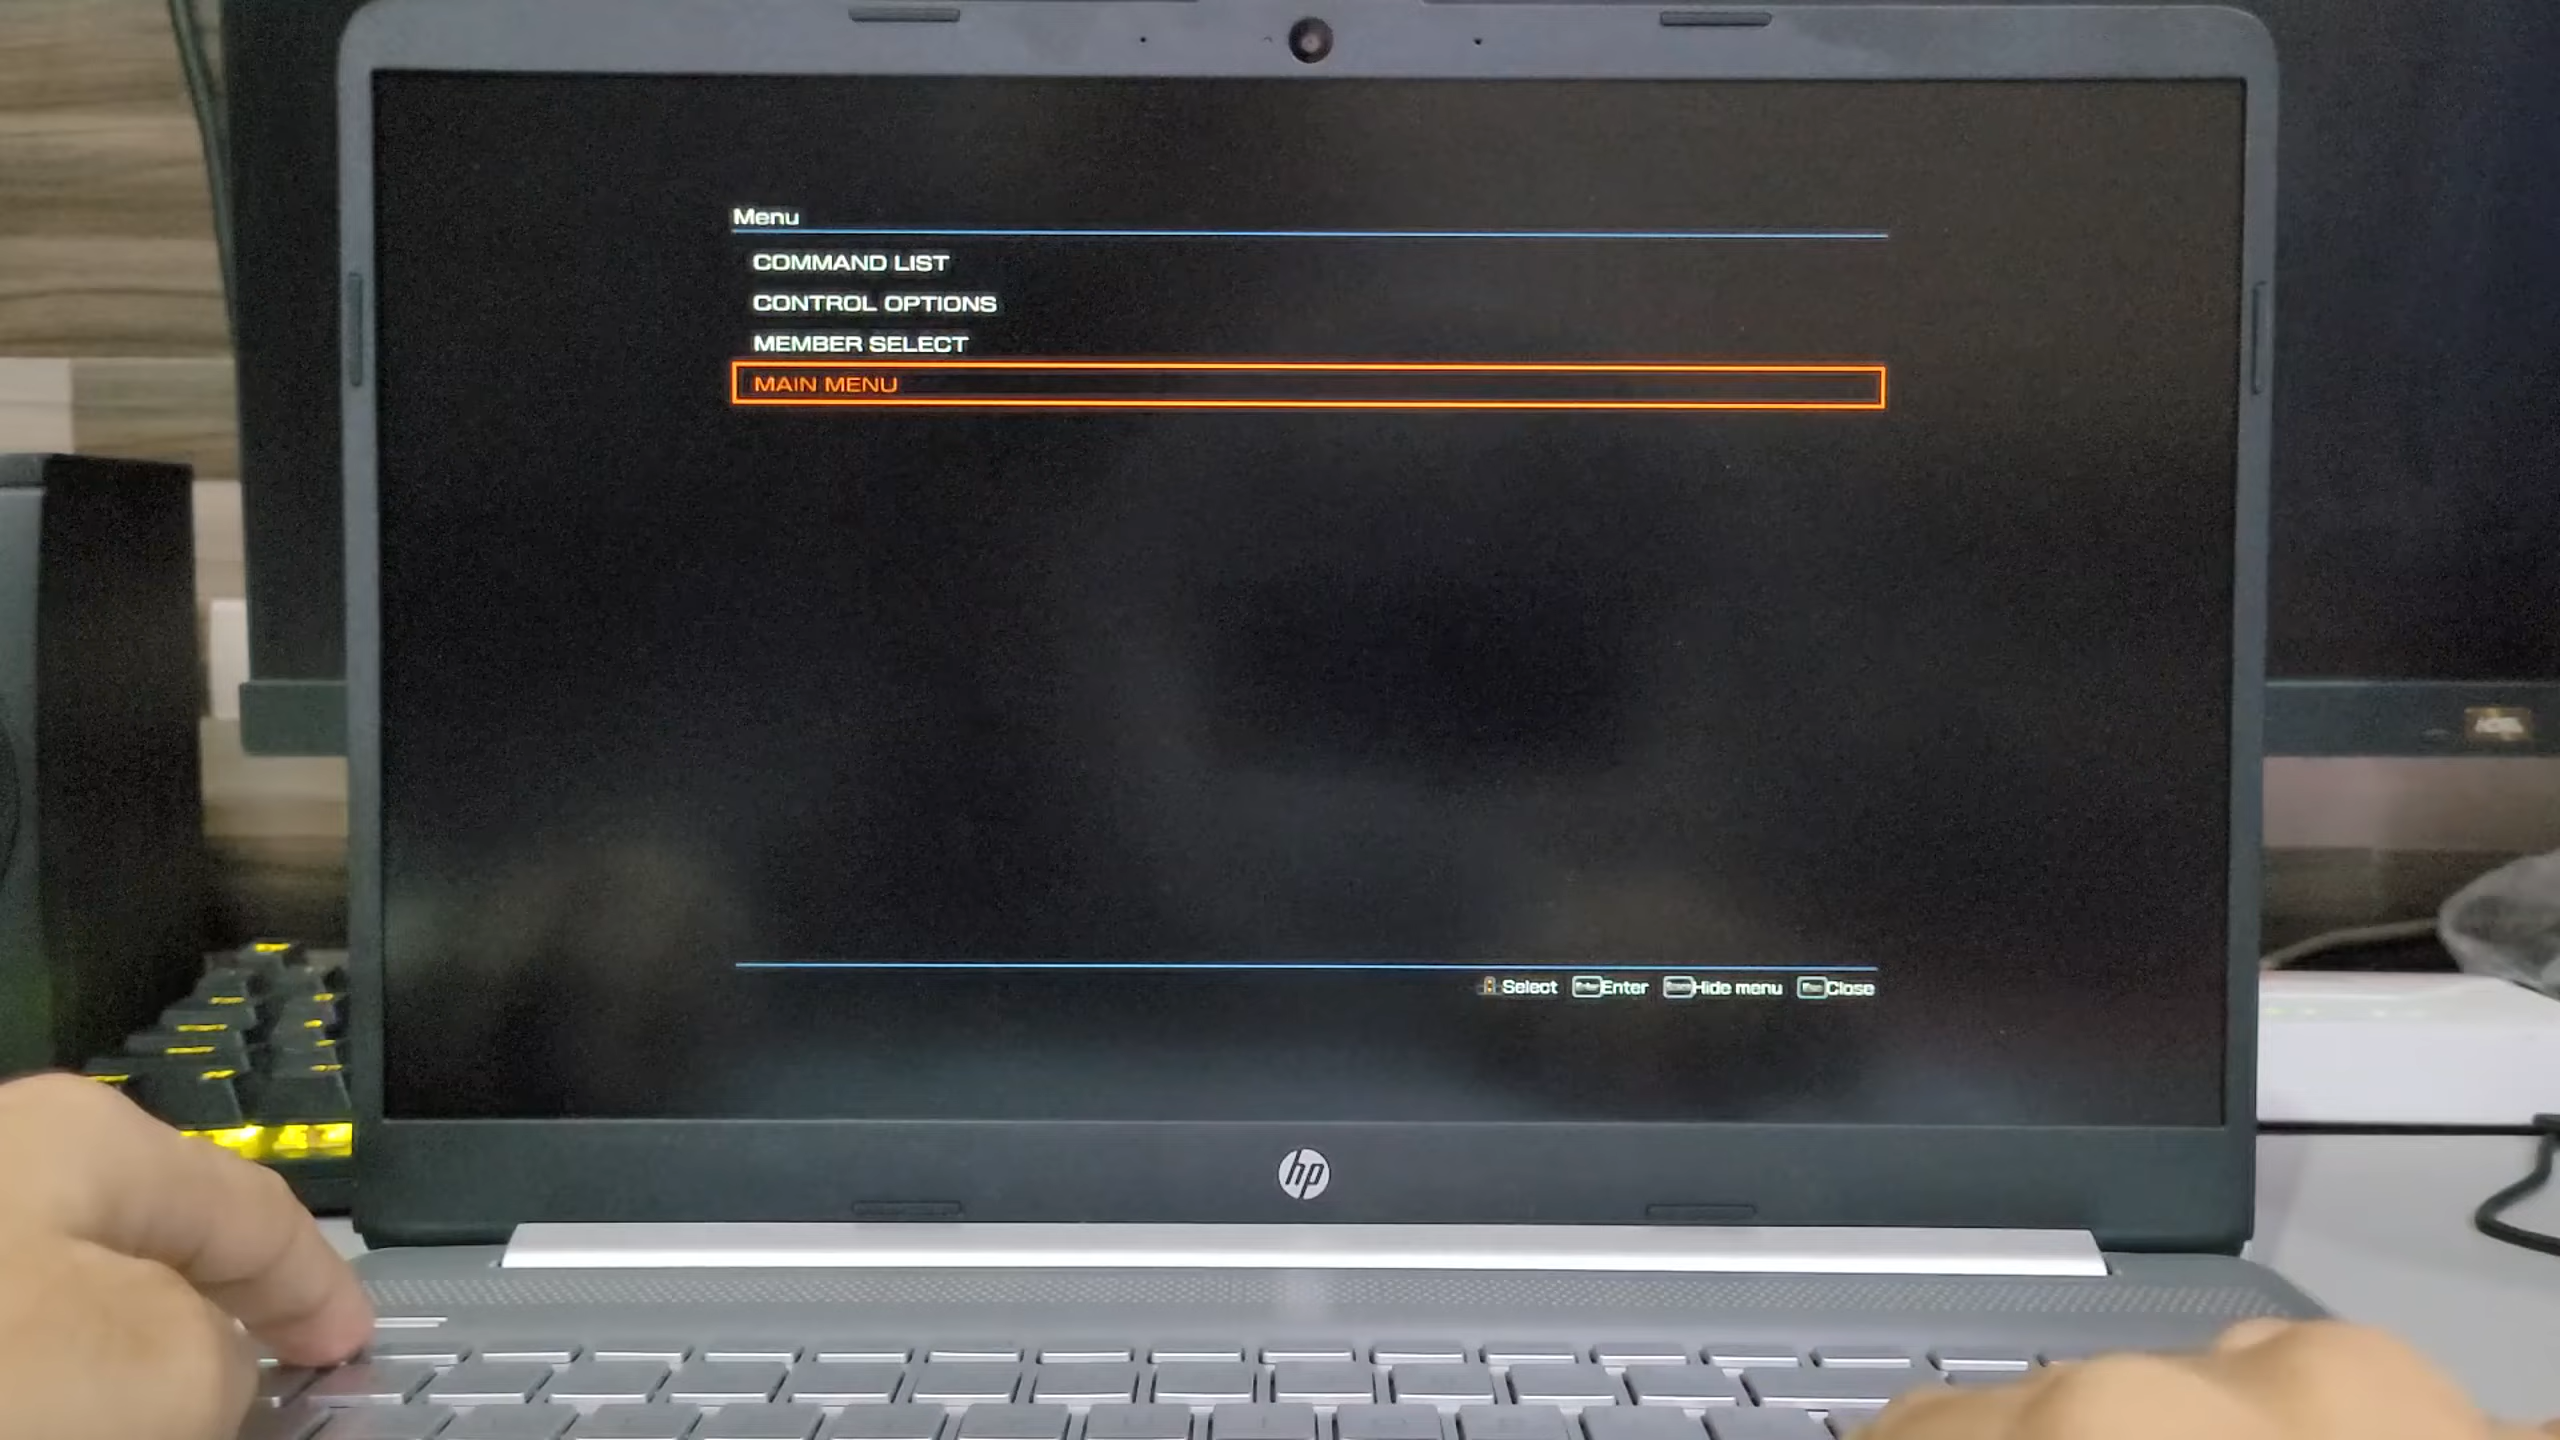 Menu
COMMAND LIST
CONTROL OPTIONS
MEMBER SELECT
MAIN MENU
Select Enter Hide menu Close
hp